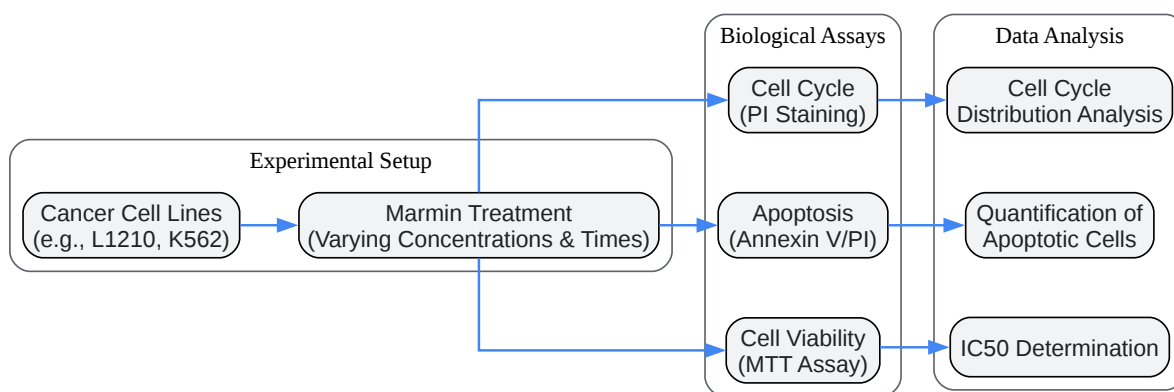 Experimental Setup
Cancer Cell Lines
(e.g., L1210, K562)
Marmin Treatment
(Varying Concentrations & Times)
Biological Assays
Cell Cycle
(PI Staining)
Apoptosis
(Annexin V/PI)
Cell Viability
(MTT Assay)
Data Analysis
Cell Cycle
Distribution Analysis
Quantification of
Apoptotic Cells
IC50 Determination